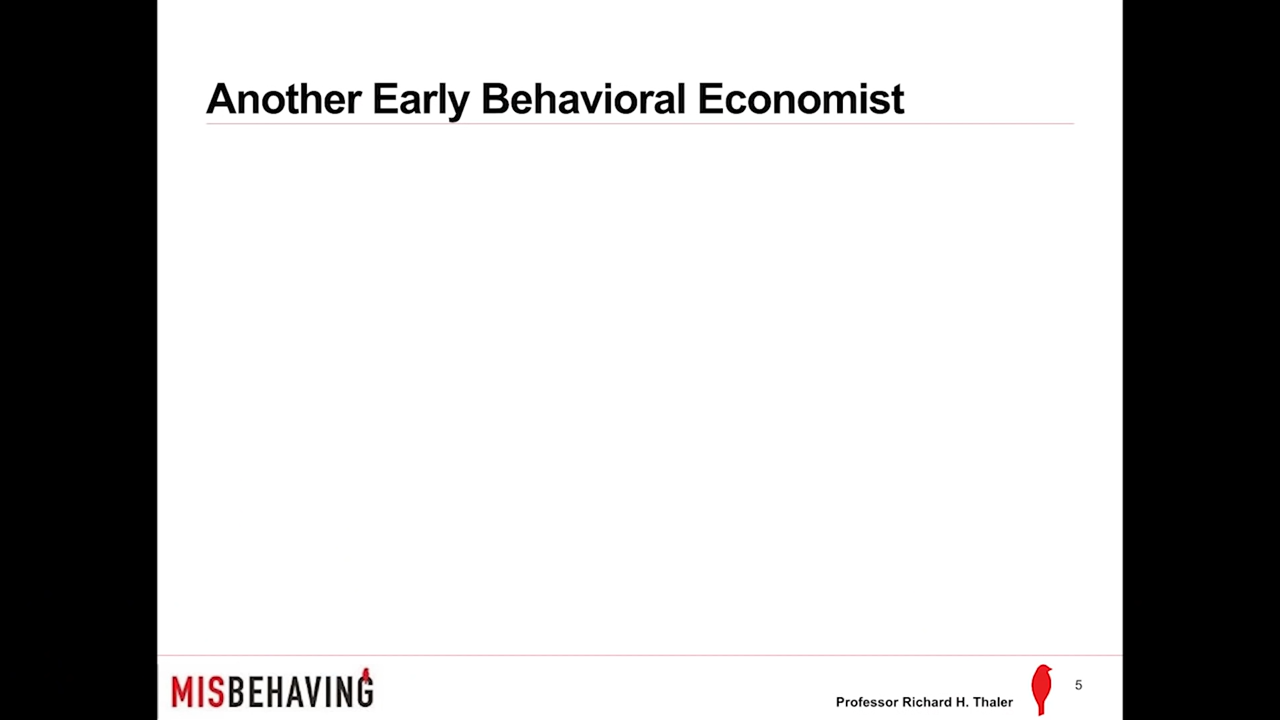 Another Early Behavioral Economist
MISBEHAVING
Professor Richard H. Thaler
5